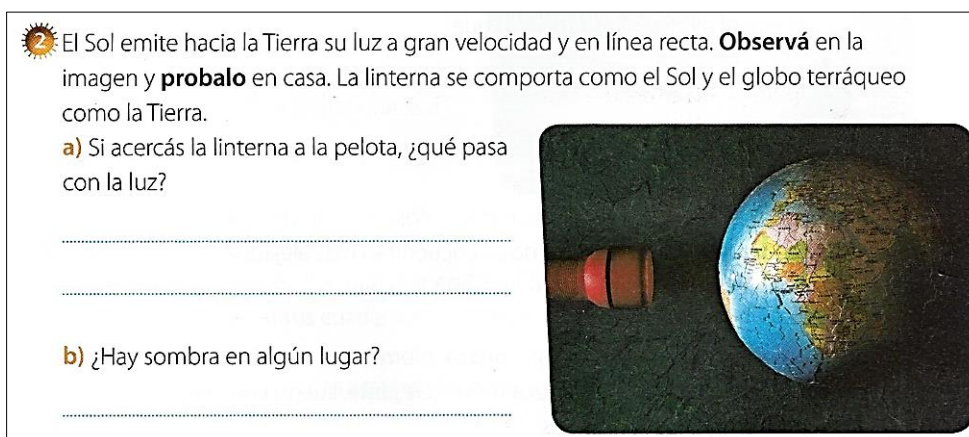 2 El Sol emite hacia la Tierra su luz a gran velocidad y en línea recta. Observá en la
imagen y probalo en casa. La linterna se comporta como el Sol y el globo terráqueo
como la Tierra.
a) Si acercás la linterna a la pelota, ¿qué pasa
con la luz?
b) ¿Hay sombra en algún lugar?